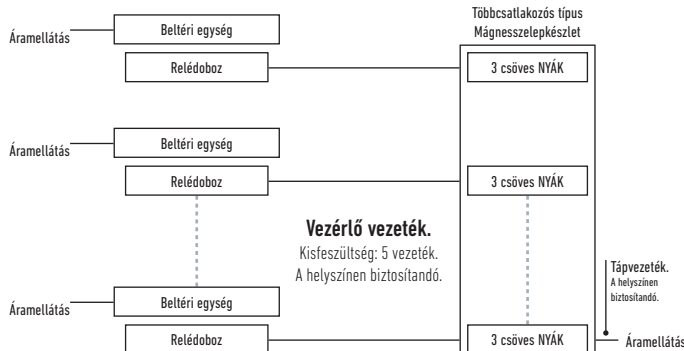 Többcsatlakozós típus
Mágnesszelepkészlet
Áramellátás
Beltéri egység
Relédoboz
3 csöves NYÁK
Áramellátás
Beltéri egység
Relédoboz
3 csöves NYÁK
Vezérlő vezeték.
Kisfeszültség: 5 vezeték.
A helyszínen biztosítandó.
Tápvezeték.
A helyszínen
biztosítandó.
Áramellátás
Beltéri egység
Relédoboz
3 csöves NYÁK
Áramellátás